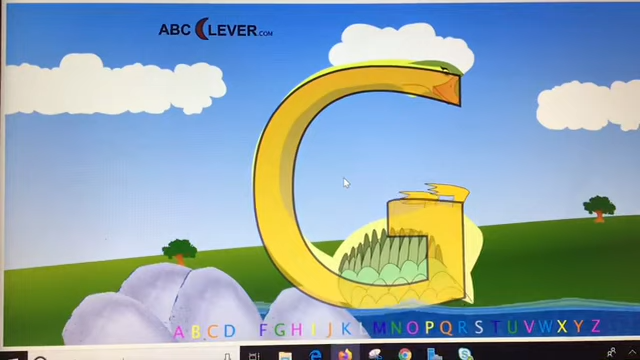 ABC CLEVER.COM
G
A B C D F G H I J K L M N O P Q R S T U V W X Y Z